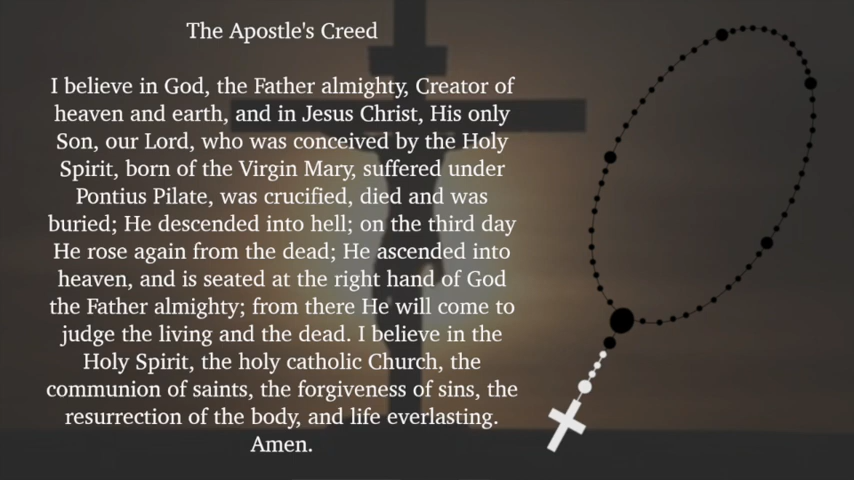 The Apostle's Creed
I believe in God, the Father almighty, Creator of
heaven and earth, and in Jesus Christ, His only
Son, our Lord, who was conceived by the Holy
Spirit, born of the Virgin Mary, suffered under
Pontius Pilate, was crucified, died and was
buried; He descended into hell; on the third day
He rose again from the dead; He ascended into
heaven, and is seated at the right hand of God
the Father almighty; from there He will come to
judge the living and the dead. I believe in the
Holy Spirit, the holy catholic Church, the
communion of saints, the forgiveness of sins, the
resurrection of the body, and life everlasting.
Amen.